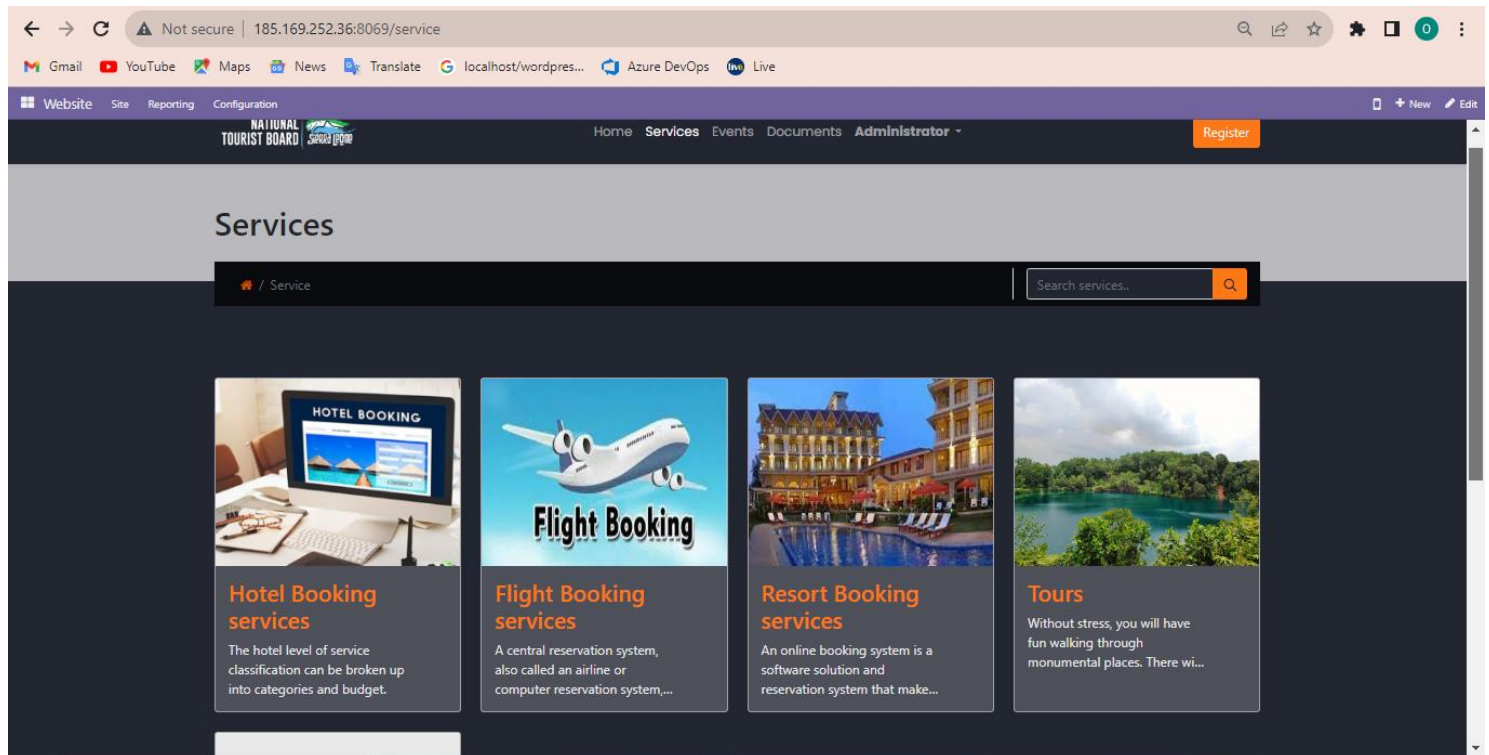 Not secure | 185.169.252.36:8069/service
O
Gmail YouTube Maps News Translate localhost/wordpres... Azure DevOps live Live
Website Site Reporting Configuration + New Edit
NATIONAL
TOURIST BOARD sierra leone
Home Services Events Documents Administrator
Register
Services
/ Service
Search services..
HOTEL BOOKING
Flight Booking
Hotel Booking
services
The hotel level of service
classification can be broken up
into categories and budget.
Flight Booking
services
A central reservation system,
also called an airline or
computer reservation system,...
Resort Booking
services
An online booking system is a
software solution and
reservation system that make...
Tours
Without stress, you will have
fun walking through
monumental places. There wi...